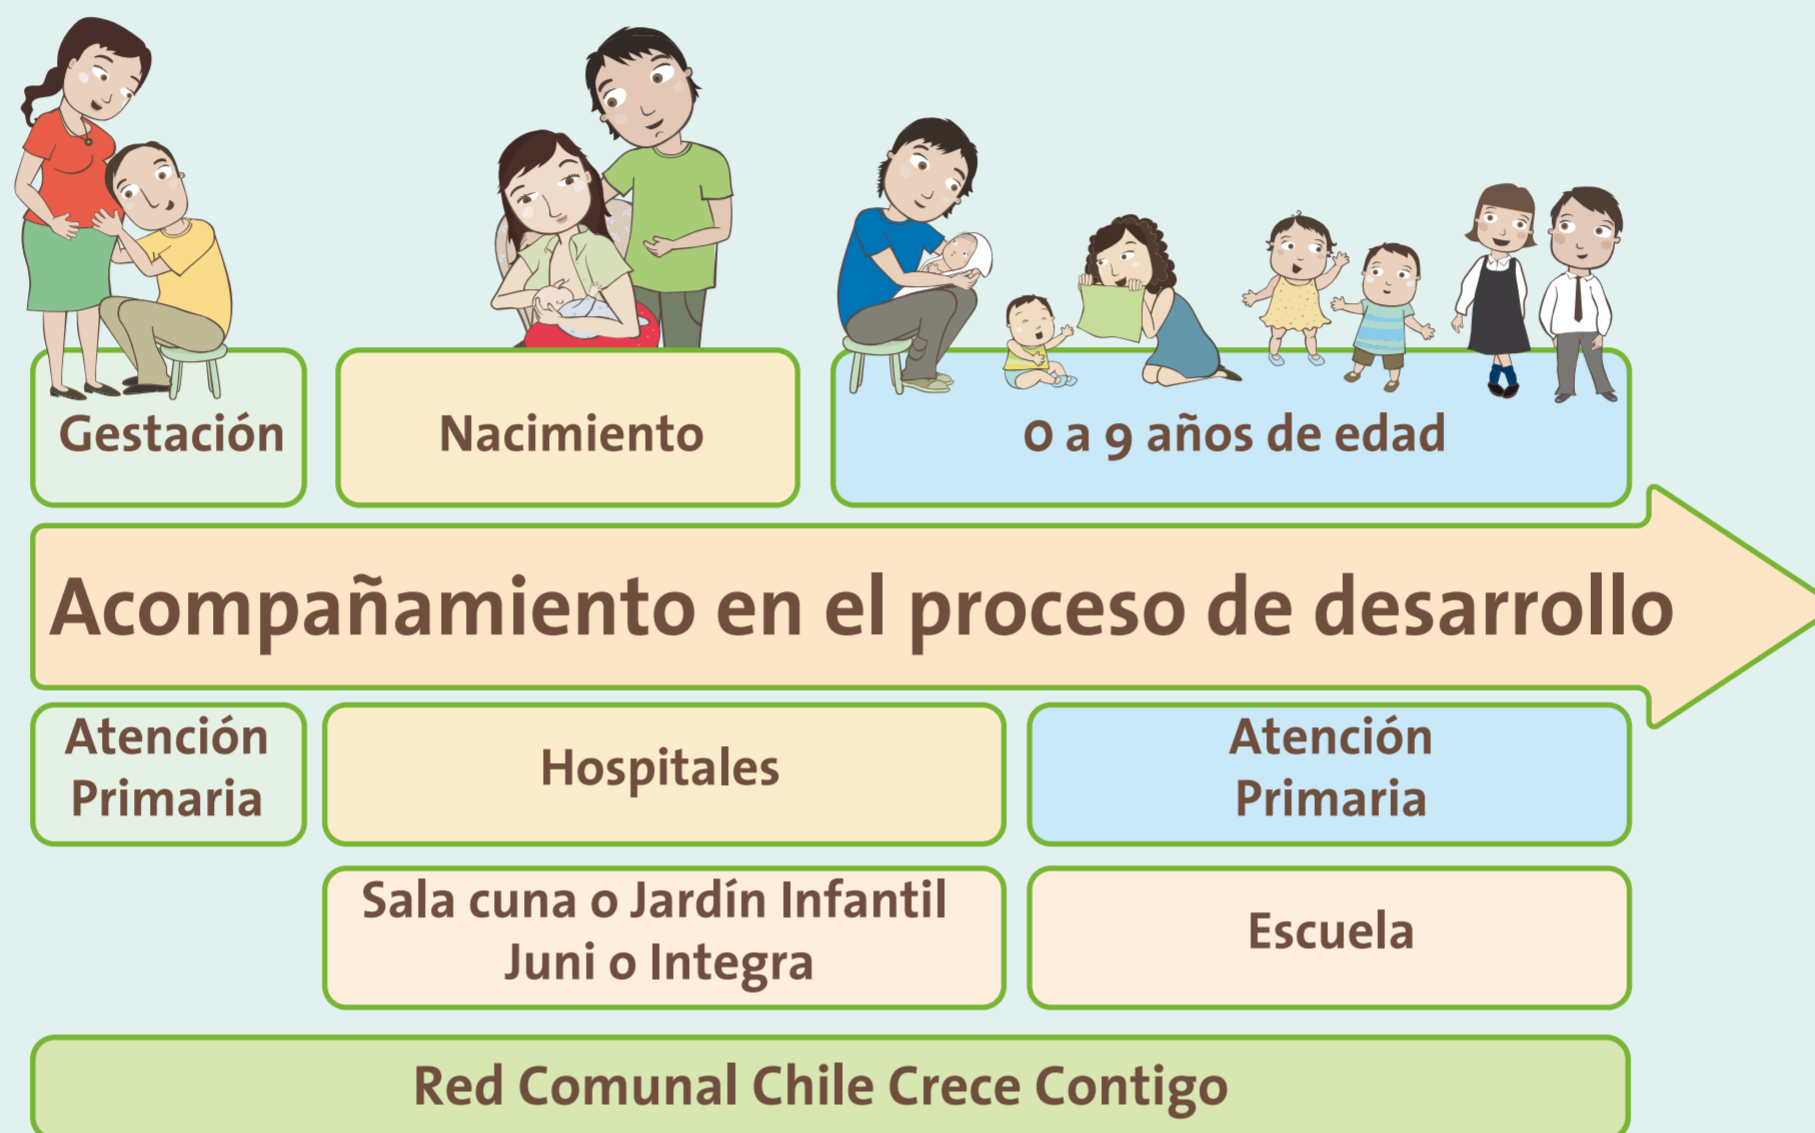 Gestación
Nacimiento
0 a 9 años de edad
Acompañamiento en el proceso de desarrollo
Atención
Primaria
Hospitales
Atención
Primaria
Sala cuna o Jardín Infantil
Juni o Integra
Escuela
Red Comunal Chile Crece Contigo